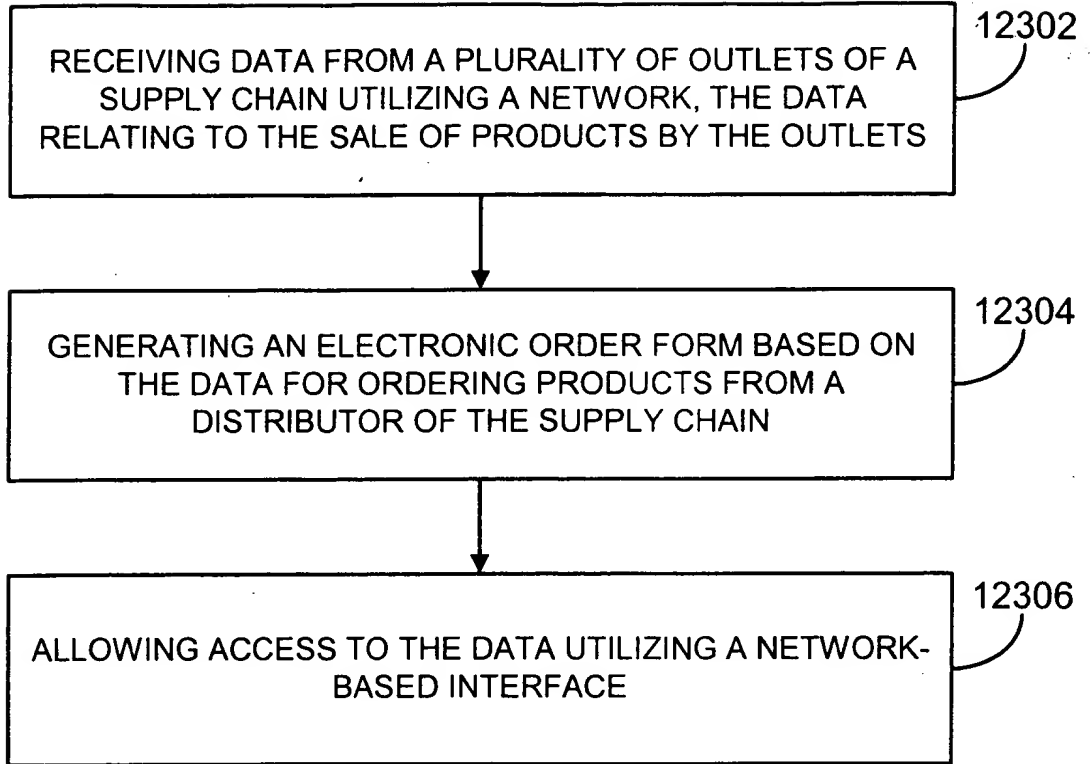 12302
RECEIVING DATA FROM A PLURALITY OF OUTLETS OF A
SUPPLY CHAIN UTILIZING A NETWORK, THE DATA
RELATING TO THE SALE OF PRODUCTS BY THE OUTLETS
12304
GENERATING AN ELECTRONIC ORDER FORM BASED ON
THE DATA FOR ORDERING PRODUCTS FROM A
DISTRIBUTOR OF THE SUPPLY CHAIN
12306
ALLOWING ACCESS TO THE DATA UTILIZING A NETWORK-
BASED INTERFACE